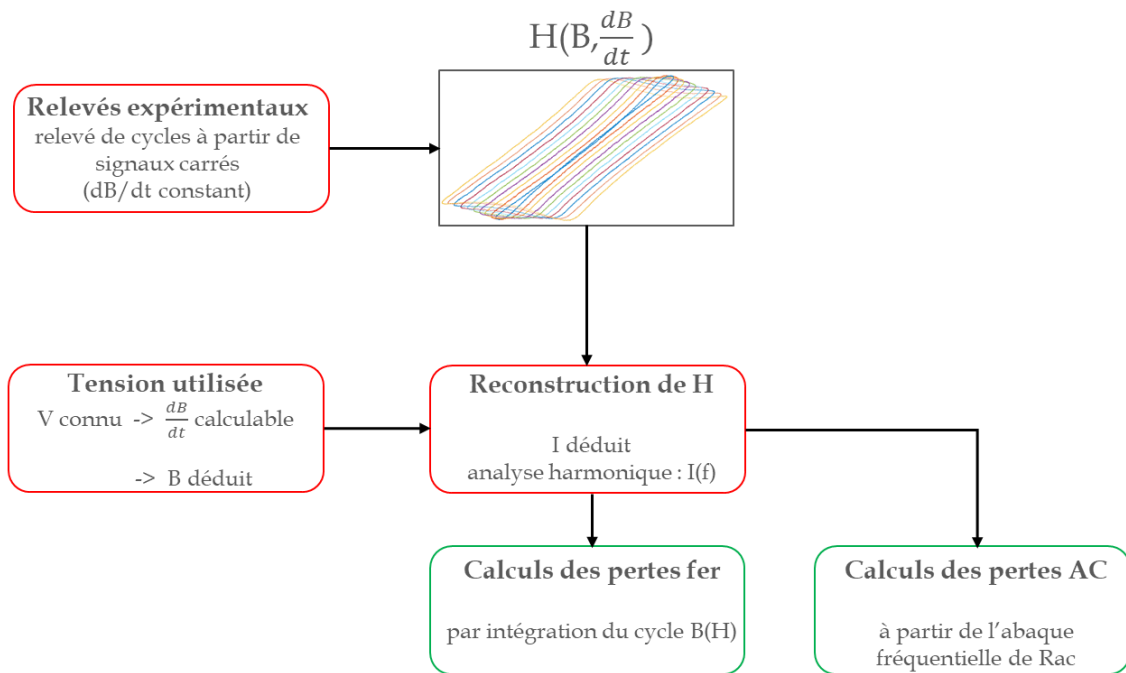 H(B,dB/dt)
Relevés expérimentaux
relevé de cycles à partir de
signaux carrés
(dB/dt constant)
Tension utilisée
V connu -> dB/dt calculable
-> B déduit
Reconstruction de H
I déduit
analyse harmonique : I(f)
Calculs des pertes fer
par intégration du cycle B(H)
Calculs des pertes AC
à partir de l'abaque
fréquentielle de Rac